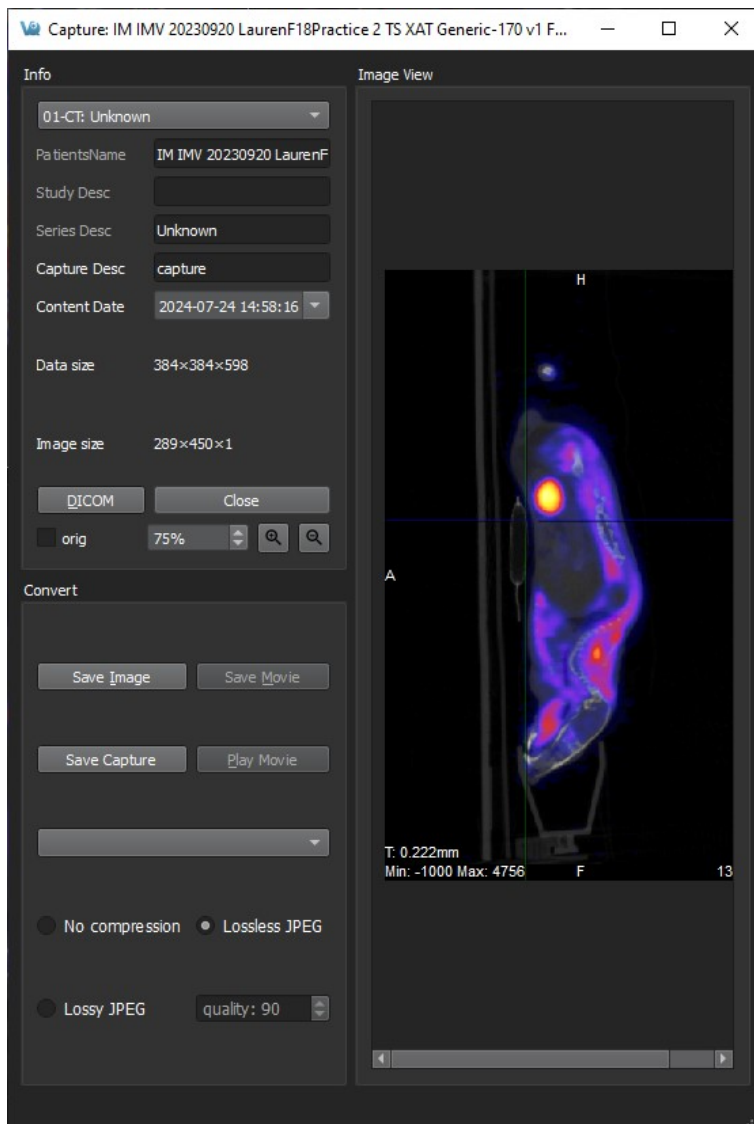 Capture: IM IMV 20230920 LaurenF18Practice 2 TS XAT Generic-170 v1 F...
Info
01-CT: Unknown
PatientsName IM IMV 20230920 LaurenF
Study Desc
Series Desc Unknown
Capture Desc capture
Content Date 2024-07-24 14:58:16
Data size 384×384×598
Image size 289×450×1
DICOM Close
orig 75%
Convert
Save Image Save Movie
Save Capture Play Movie
No compression Lossless JPEG
Lossy JPEG quality: 90
Image View
H
A
T: 0.222mm
Min: -1000 Max: 4756 F 13